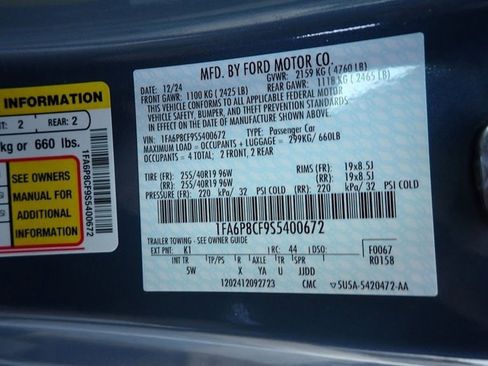 INFORMATION
NT: 2 REAR: 2
kg or 660 lbs.
SEE OWNERS
MANUAL FOR
ADDITIONAL
INFORMATION
1FA6P8CF9S5400672
MFD. BY FORD MOTOR CO.
12/24 GVWR: 2159 KG ( 4760 LB)
FRONT GAWR: 1100 KG ( 2425 LB) REAR GAWR: 1118 KG ( 2465 LB)
THIS VEHICLE CONFORMS TO ALL APPLICABLE FEDERAL MOTOR
VEHICLE SAFETY, BUMPER, AND THEFT PREVENTION STANDARDS
IN EFFECT ON THE DATE OF MANUFACTURE SHOWN ABOVE.
VIN: 1FA6P8CF9S5400672 TYPE: Passenger Car
MAXIMUM LOAD = OCCUPANTS + LUGGAGE = 299KG/ 660LB
OCCUPANTS = 4 TOTAL: 2 FRONT, 2 REAR
TIRE (FR): 255/40R19 96W RIMS (FR): 19x8.5J
TIRE (RR): 255/40R19 96W (RR): 19x8.5J
PRESSURE (FR): 220 kPa/ 32 PSI COLD (RR): 220 kPa/ 32 PSI COLD
1FA6P8CF9S5400672
TRAILER TOWING - SEE OWNER GUIDE
EXT PNT: K1 RC: 44 DSO: F0067
R0158
INT TR TP/PS R AXLE TR SPR
5W X YA U JJDD
1202412092723 CMC SU5A-5420472-AA